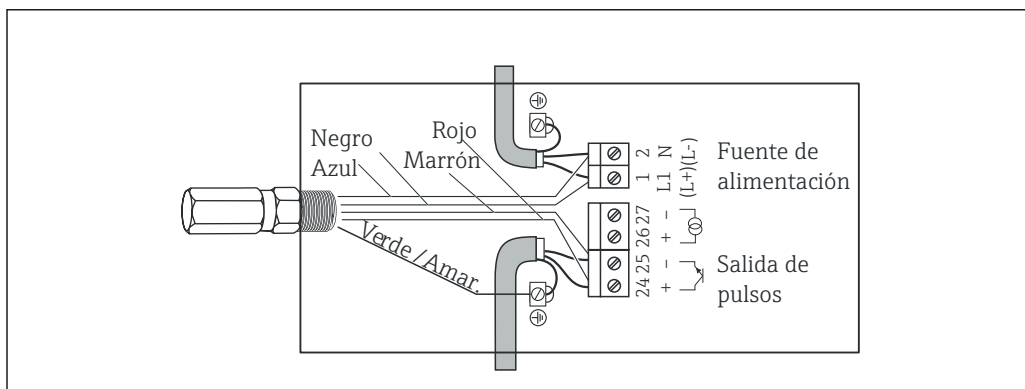 Negro
Azul
Rojo
Marrón
Verde /Amar.
2 N (L-)
1 L1 (L+)
Fuente de
alimentación
27 -
26 +
25 -
24 +
Salida de
pulsos